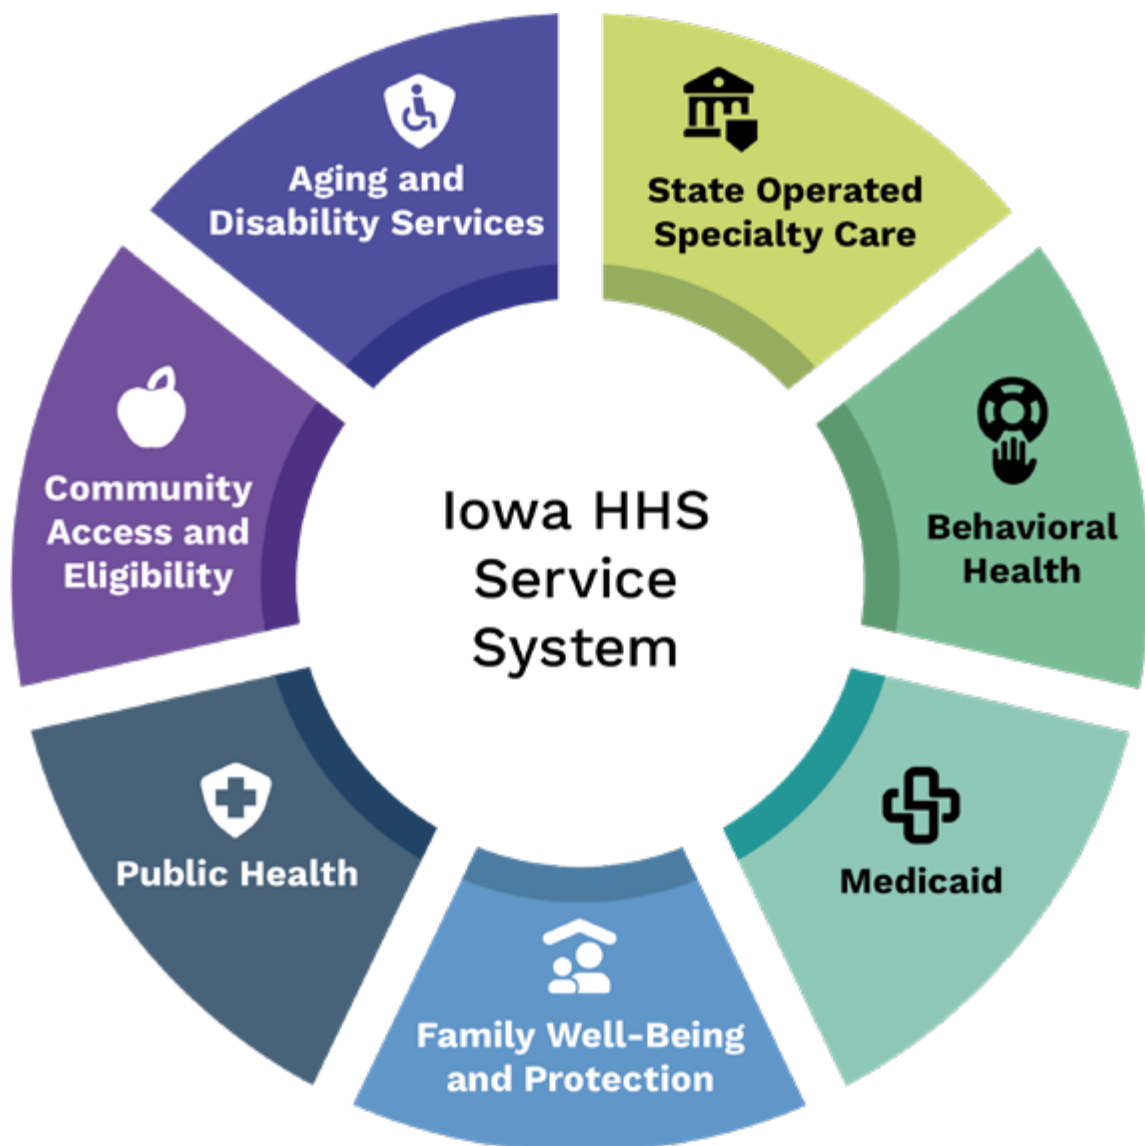 Aging and
Disability Services
State Operated
Specialty Care
Behavioral
Health
Medicaid
Family Well-Being
and Protection
Public Health
Community
Access and
Eligibility
Iowa HHS
Service
System